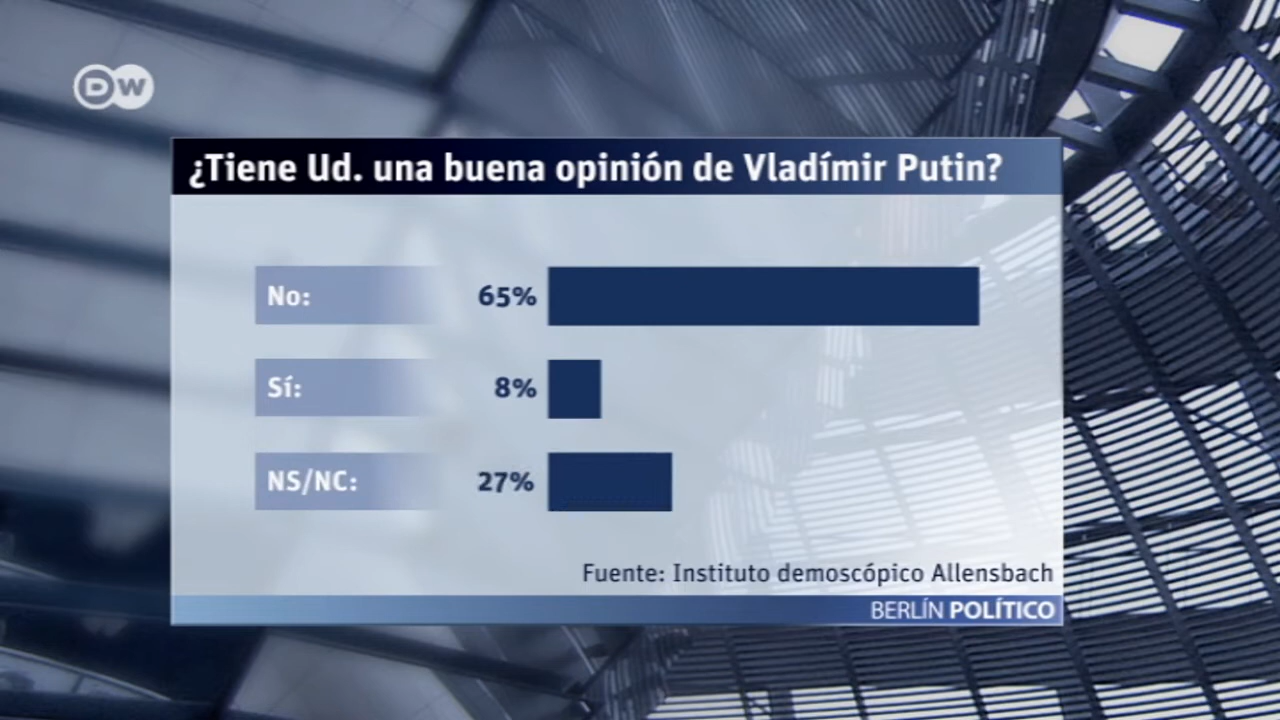 DW
¿Tiene Ud. una buena opinión de Vladímir Putin?
No: 65%
Sí: 8%
NS/NC: 27%
Fuente: Instituto demoscópico Allensbach
BERLÍN POLÍTICO